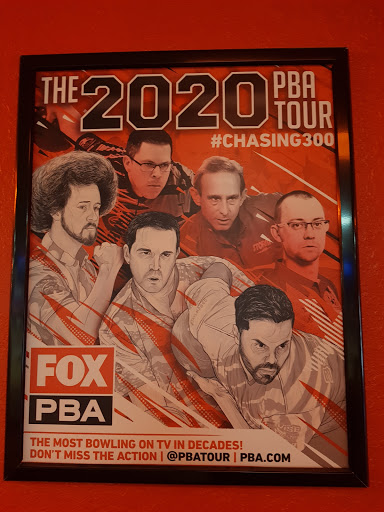 THE 2020 PBA TOUR
#CHASING300
FOX
PBA
THE MOST BOWLING ON TV IN DECADES!
DON'T MISS THE ACTION | @PBATOUR | PBA.COM